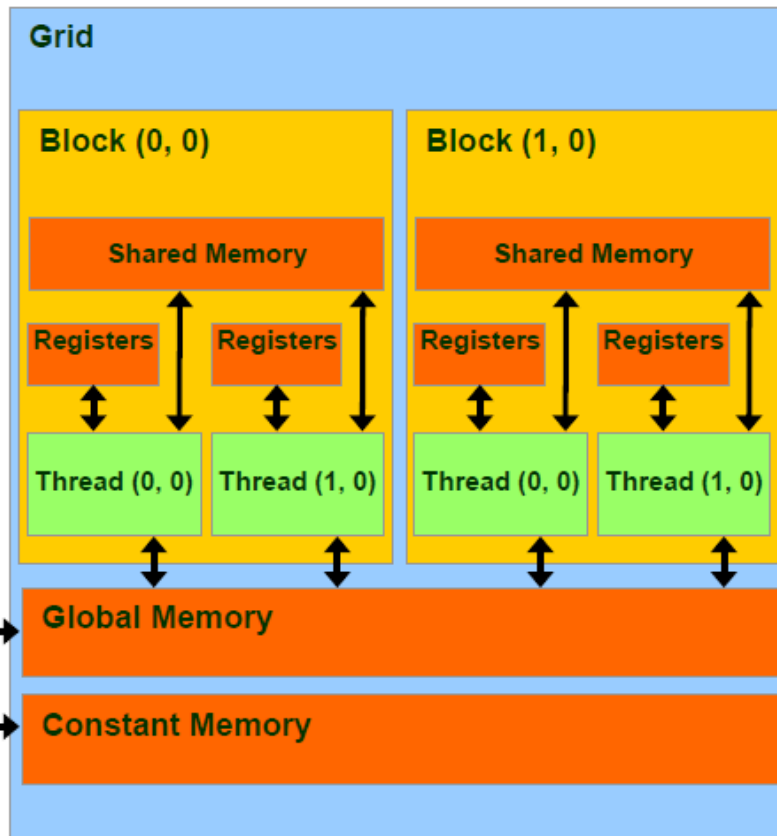 Grid
Block (0, 0)
Block (1, 0)
Shared Memory
Shared Memory
Registers
Registers
Registers
Registers
Thread (0, 0)
Thread (1, 0)
Thread (0, 0)
Thread (1, 0)
Global Memory
Constant Memory